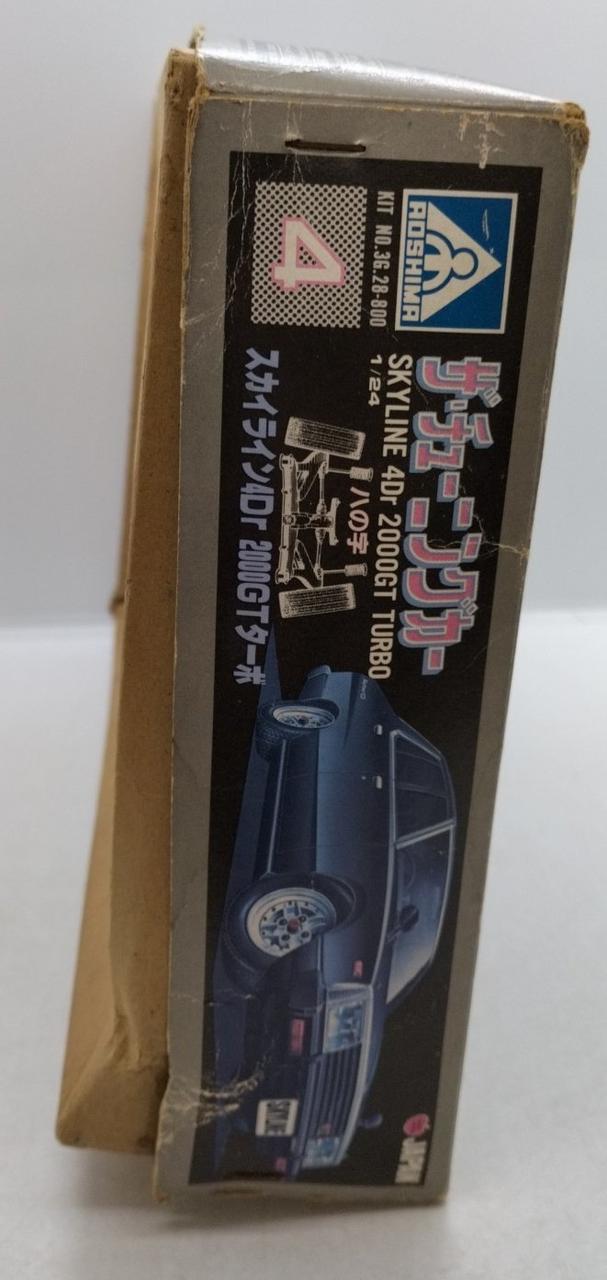 AOSHIMA
KIT NO.3G.28-800
4
ザ・チューニングカー
SKYLINE 4Dr 2000GT TURBO
1/24
ハの字
スカイライン4Dr 2000GTターボ
SKYLINE
JAPAN